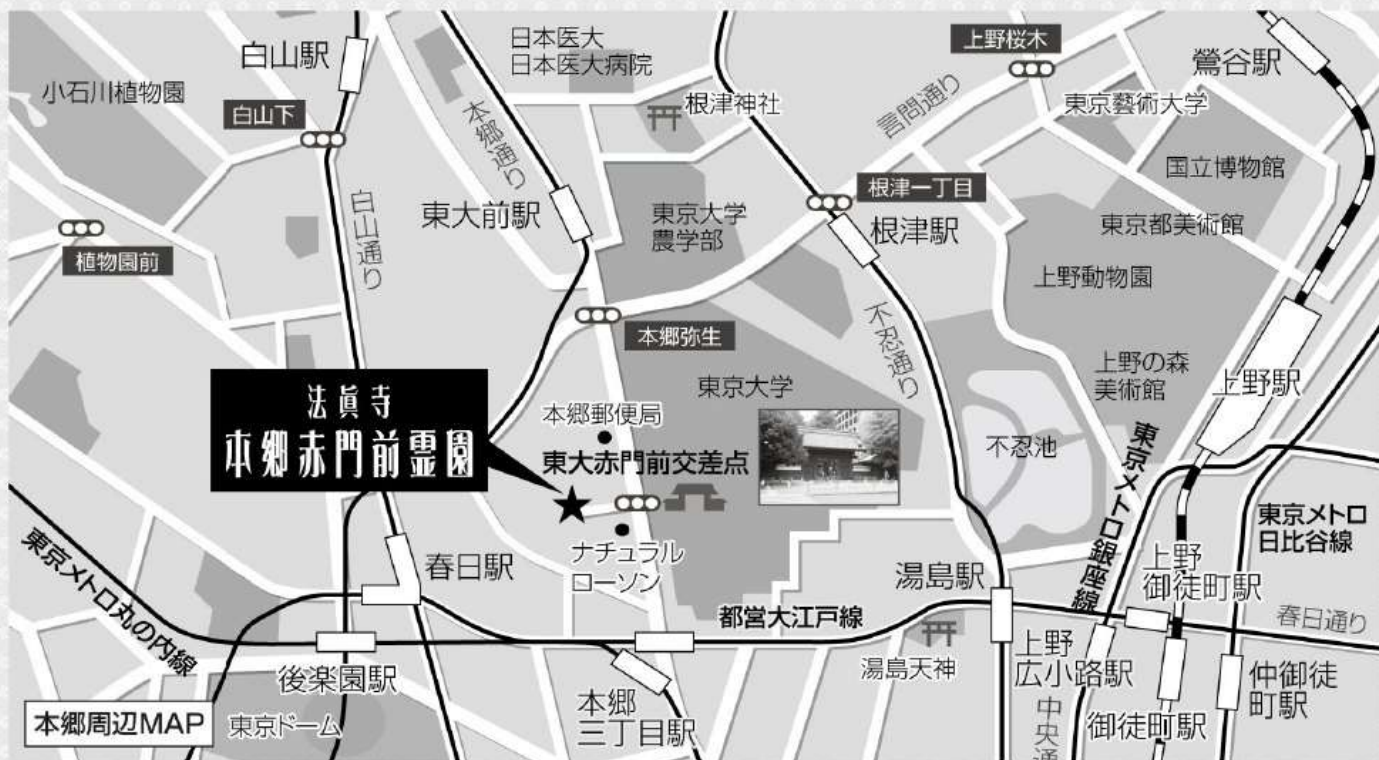 白山駅
日本医大
日本医大病院
上野桜木
鶯谷駅
小石川植物園
白山下
本郷通り
根津神社
言問通り
東京藝術大学
国立博物館
白山通り
東大前駅
東京大学
農学部
根津一丁目
根津駅
東京都美術館
植物園前
上野動物園
本郷弥生
不忍通り
上野の森
美術館
上野駅
法眞寺
本郷赤門前霊園
本郷郵便局
東京大学
東大赤門前交差点
不忍池
東京メトロ銀座線
東京メトロ
日比谷線
東京メトロ丸の内線
春日駅
ナチュラル
ローソン
湯島駅
上野
御徒町駅
都営大江戸線
春日通り
後楽園駅
湯島天神
上野
広小路駅
仲御徒
町駅
本郷
三丁目駅
御徒町駅
中央通
本郷周辺MAP
東京ドーム